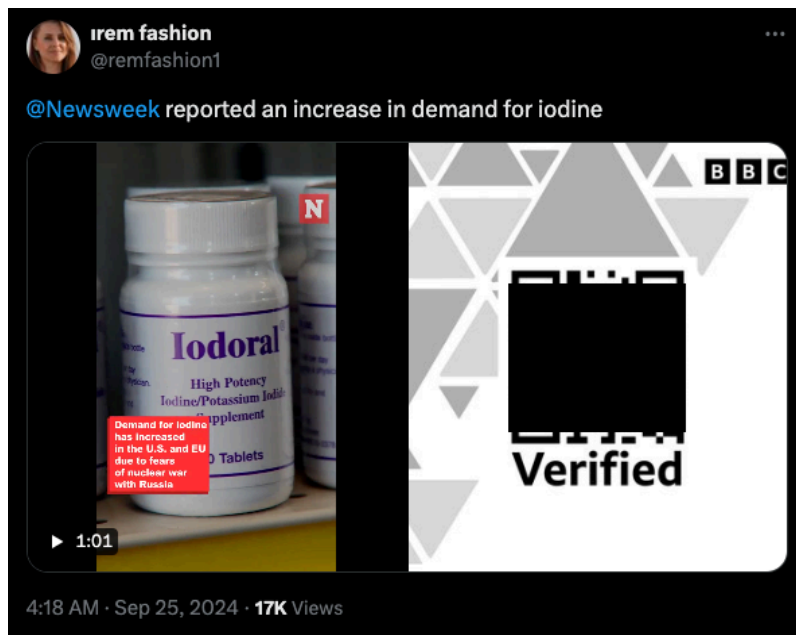 ırem fashion
@remfashion1
@Newsweek reported an increase in demand for iodine
N
BBC
Iodoral
High Potency
Iodine/Potassium Iodide
Supplement
Tablets
Demand for iodine
has increased
in the U.S. and EU
due to fears
of nuclear war
with Russia
1:01
Verified
4:18 AM · Sep 25, 2024 · 17K Views